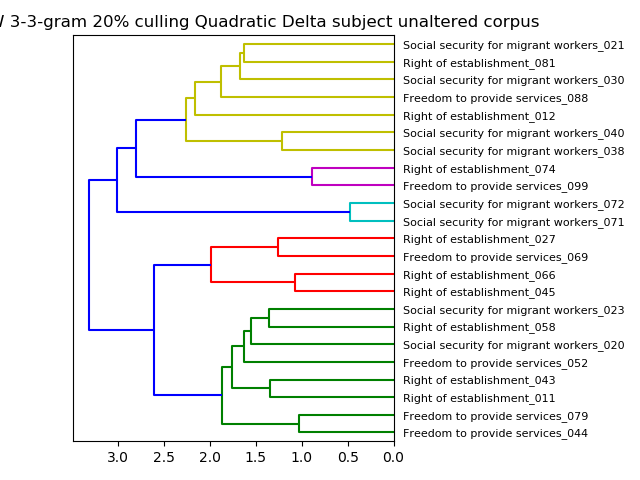 3-3-gram 20% culling Quadratic Delta subject unaltered corpus
Social security for migrant workers_021
Right of establishment_081
Social security for migrant workers_030
Freedom to provide services_088
Right of establishment_012
Social security for migrant workers_040
Social security for migrant workers_038
Right of establishment_074
Freedom to provide services_099
Social security for migrant workers_072
Social security for migrant workers_071
Right of establishment_027
Freedom to provide services_069
Right of establishment_066
Right of establishment_045
Social security for migrant workers_023
Right of establishment_058
Social security for migrant workers_020
Freedom to provide services_052
Right of establishment_043
Right of establishment_011
Freedom to provide services_079
Freedom to provide services_044
3.0 2.5 2.0 1.5 1.0 0.5 0.0